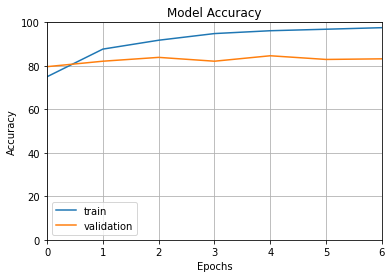 Model Accuracy
Accuracy
100
80
60
40
20
0
train
validation
0 1 2 3 4 5 6
Epochs